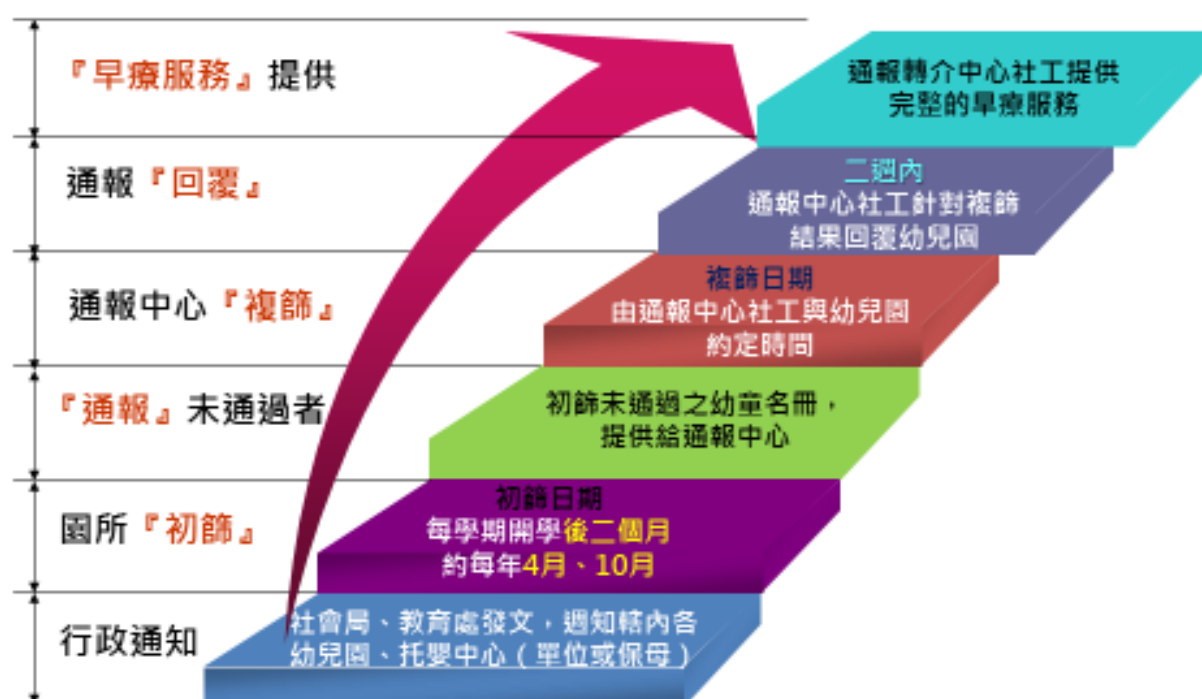 『早療服務』提供
通報轉介中心社工提供
完整的早療服務
通報『回覆』
二週內
通報中心社工針對複篩
結果回覆幼兒園
通報中心『複篩』
複篩日期
由通報中心社工與幼兒園
約定時間
『通報』未通過者
初篩未通過之幼童名冊，
提供給通報中心
園所『初篩』
初篩日期
每學期開學後二個月
約每年4月、10月
行政通知
社會局、教育處發文，週知轄內各
幼兒園、托嬰中心（單位或保母）